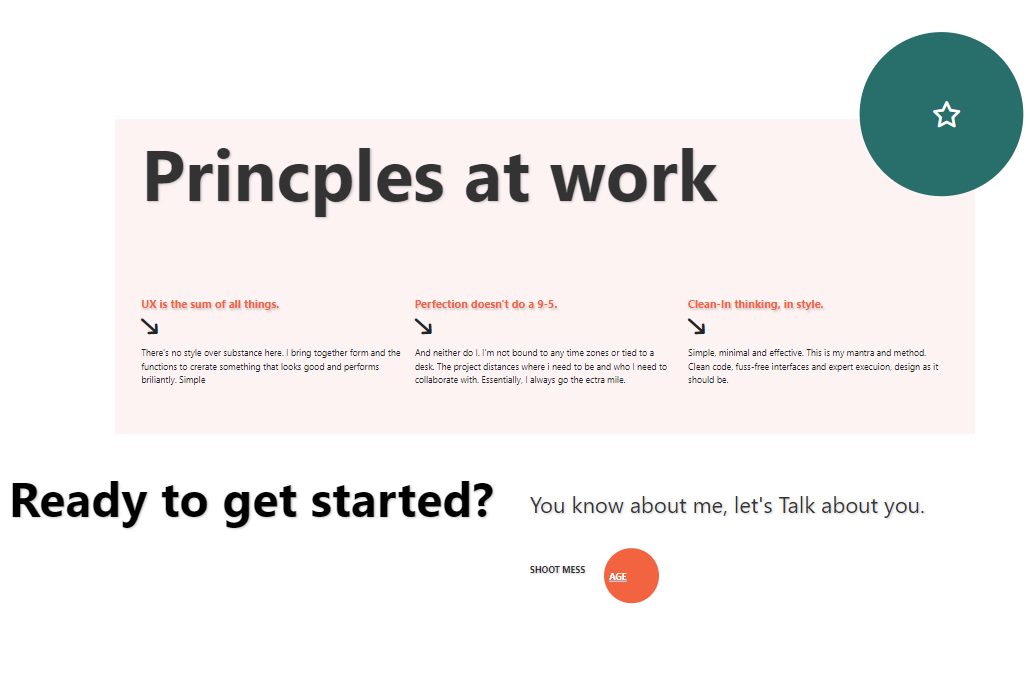 Princples at work
UX is the sum of all things.
There's no style over substance here. I bring together form and the
functions to crerate something that looks good and performs
briliantly. Simple
Perfection doesn't do a 9-5.
And neither do I. I'm not bound to any time zones or tied to a
desk. The project distances where i need to be and who I need to
collaborate with. Essentially, I always go the ectra mile.
Clean-In thinking, in style.
Simple, minimal and effective. This is my mantra and method.
Clean code, fuss-free interfaces and expert execuion, design as it
should be.
Ready to get started?
You know about me, let's Talk about you.
SHOOT MESS AGE